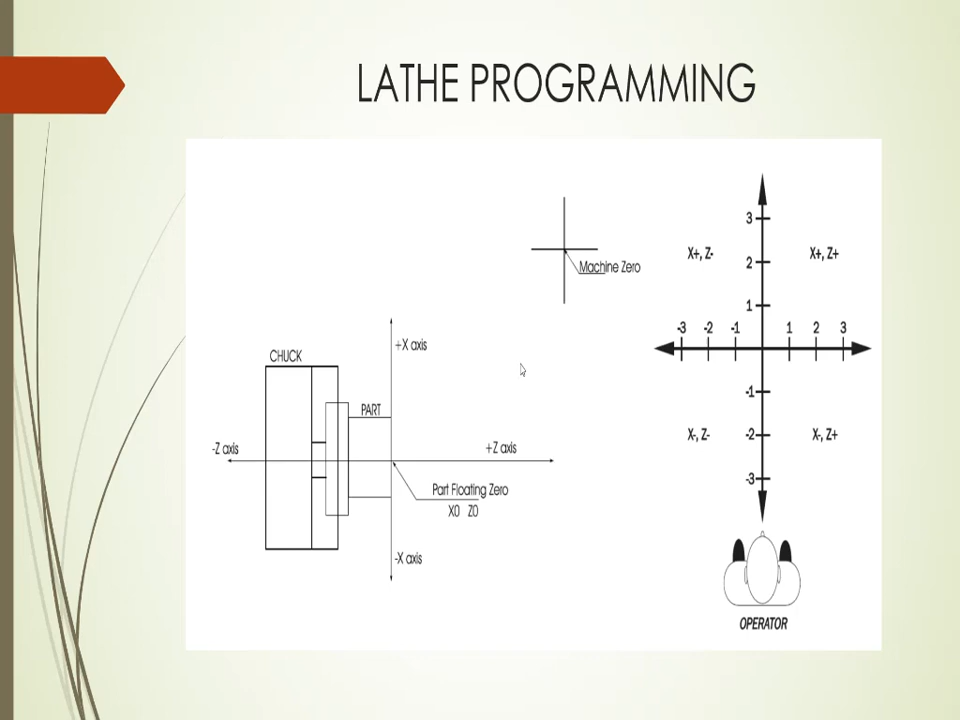 LATHE PROGRAMMING
Machine Zero
+X axis
CHUCK
PART
-Z axis
+Z axis
Part Floating Zero
X0 Z0
-X axis
3
X+, Z-
X+, Z+
2
1
-3 -2 -1 1 2 3
-1
X-, Z-
-2
X-, Z+
-3
OPERATOR